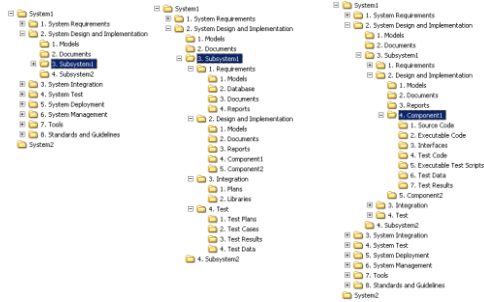 System1
1. System Requirements
2. System Design and Implementation
1. Models
2. Documents
3. Subsystem1
4. Subsystem2
3. System Integration
4. System Test
5. System Deployment
6. System Management
7. Tools
8. Standards and Guidelines
System2
System1
1. System Requirements
2. System Design and Implementation
1. Models
2. Documents
3. Subsystem1
1. Requirements
1. Models
2. Database
3. Documents
4. Reports
2. Design and Implementation
1. Models
2. Documents
3. Reports
4. Component1
5. Component2
3. Integration
1. Plans
2. Libraries
4. Test
1. Test Plans
2. Test Cases
3. Test Results
4. Test Data
4. Subsystem2
System1
1. System Requirements
2. System Design and Implementation
1. Models
2. Documents
3. Subsystem1
1. Requirements
2. Design and Implementation
1. Models
2. Documents
3. Reports
4. Component1
1. Source Code
2. Executable Code
3. Interfaces
4. Test Code
5. Executable Test Scripts
6. Test Data
7. Test Results
5. Component2
3. Integration
4. Test
4. Subsystem2
3. System Integration
4. System Test
5. System Deployment
6. System Management
7. Tools
8. Standards and Guidelines
System2